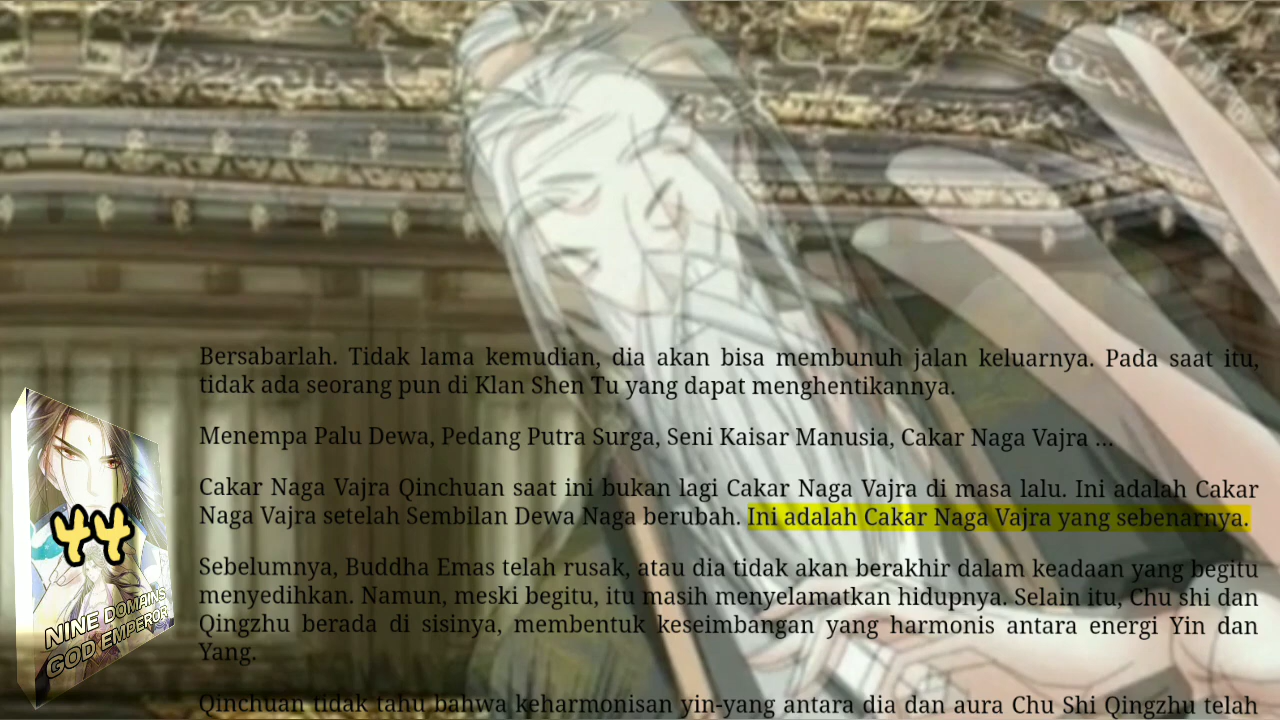 Bersabarlah. Tidak lama kemudian, dia akan bisa membunuh jalan keluarnya. Pada saat itu,
tidak ada seorang pun di Klan Shen Tu yang dapat menghentikannya.
Menempa Palu Dewa, Pedang Putra Surga, Seni Kaisar Manusia, Cakar Naga Vajra ...
Cakar Naga Vajra Qinchuan saat ini bukan lagi Cakar Naga Vajra di masa lalu. Ini adalah Cakar
Naga Vajra setelah Sembilan Dewa Naga berubah. Ini adalah Cakar Naga Vajra yang sebenarnya.
Sebelumnya, Buddha Emas telah rusak, atau dia tidak akan berakhir dalam keadaan yang begitu
menyedihkan. Namun, meski begitu, itu masih menyelamatkan hidupnya. Selain itu, Chu shi dan
Qingzhu berada di sisinya, membentuk keseimbangan yang harmonis antara energi Yin dan
Yang.
Qinchuan tidak tahu bahwa keharmonisan yin-yang antara dia dan aura Chu Shi Qingzhu telah
44
NINE DOMAINS
GOD EMPEROR